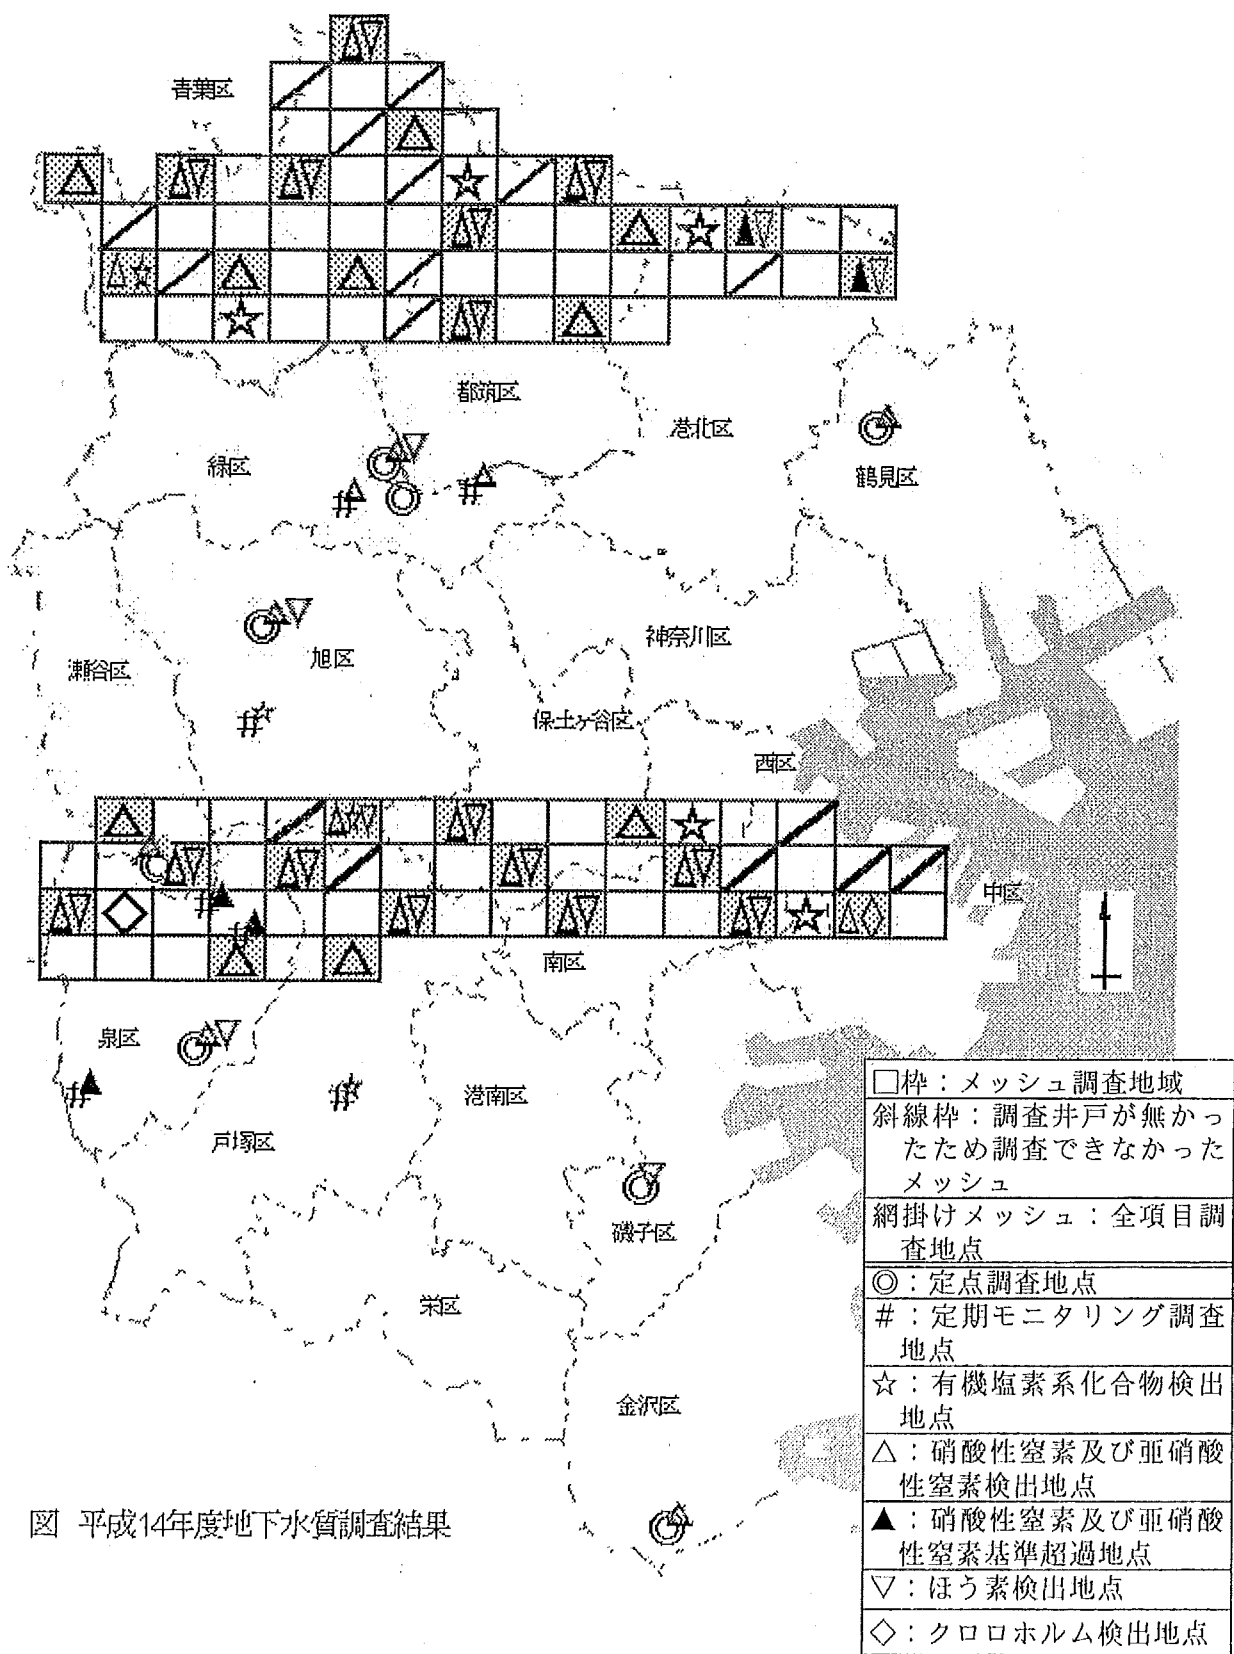 青葉区
都筑区
港北区
緑区
鶴見区
神奈川区
旭区
瀬谷区
保土ヶ谷区
西区
中区
南区
泉区
港南区
戸塚区
磯子区
栄区
金沢区
□枠：メッシュ調査地域
斜線枠：調査井戸が無かっ
たため調査できなかった
メッシュ
網掛けメッシュ：全項目調
査地点
◎：定点調査地点
#：定期モニタリング調査
地点
☆：有機塩素系化合物検出
地点
△：硝酸性窒素及び亜硝酸
性窒素検出地点
▲：硝酸性窒素及び亜硝酸
性窒素基準超過地点
▽：ほう素検出地点
◇：クロロホルム検出地点
図 平成14年度地下水質調査結果